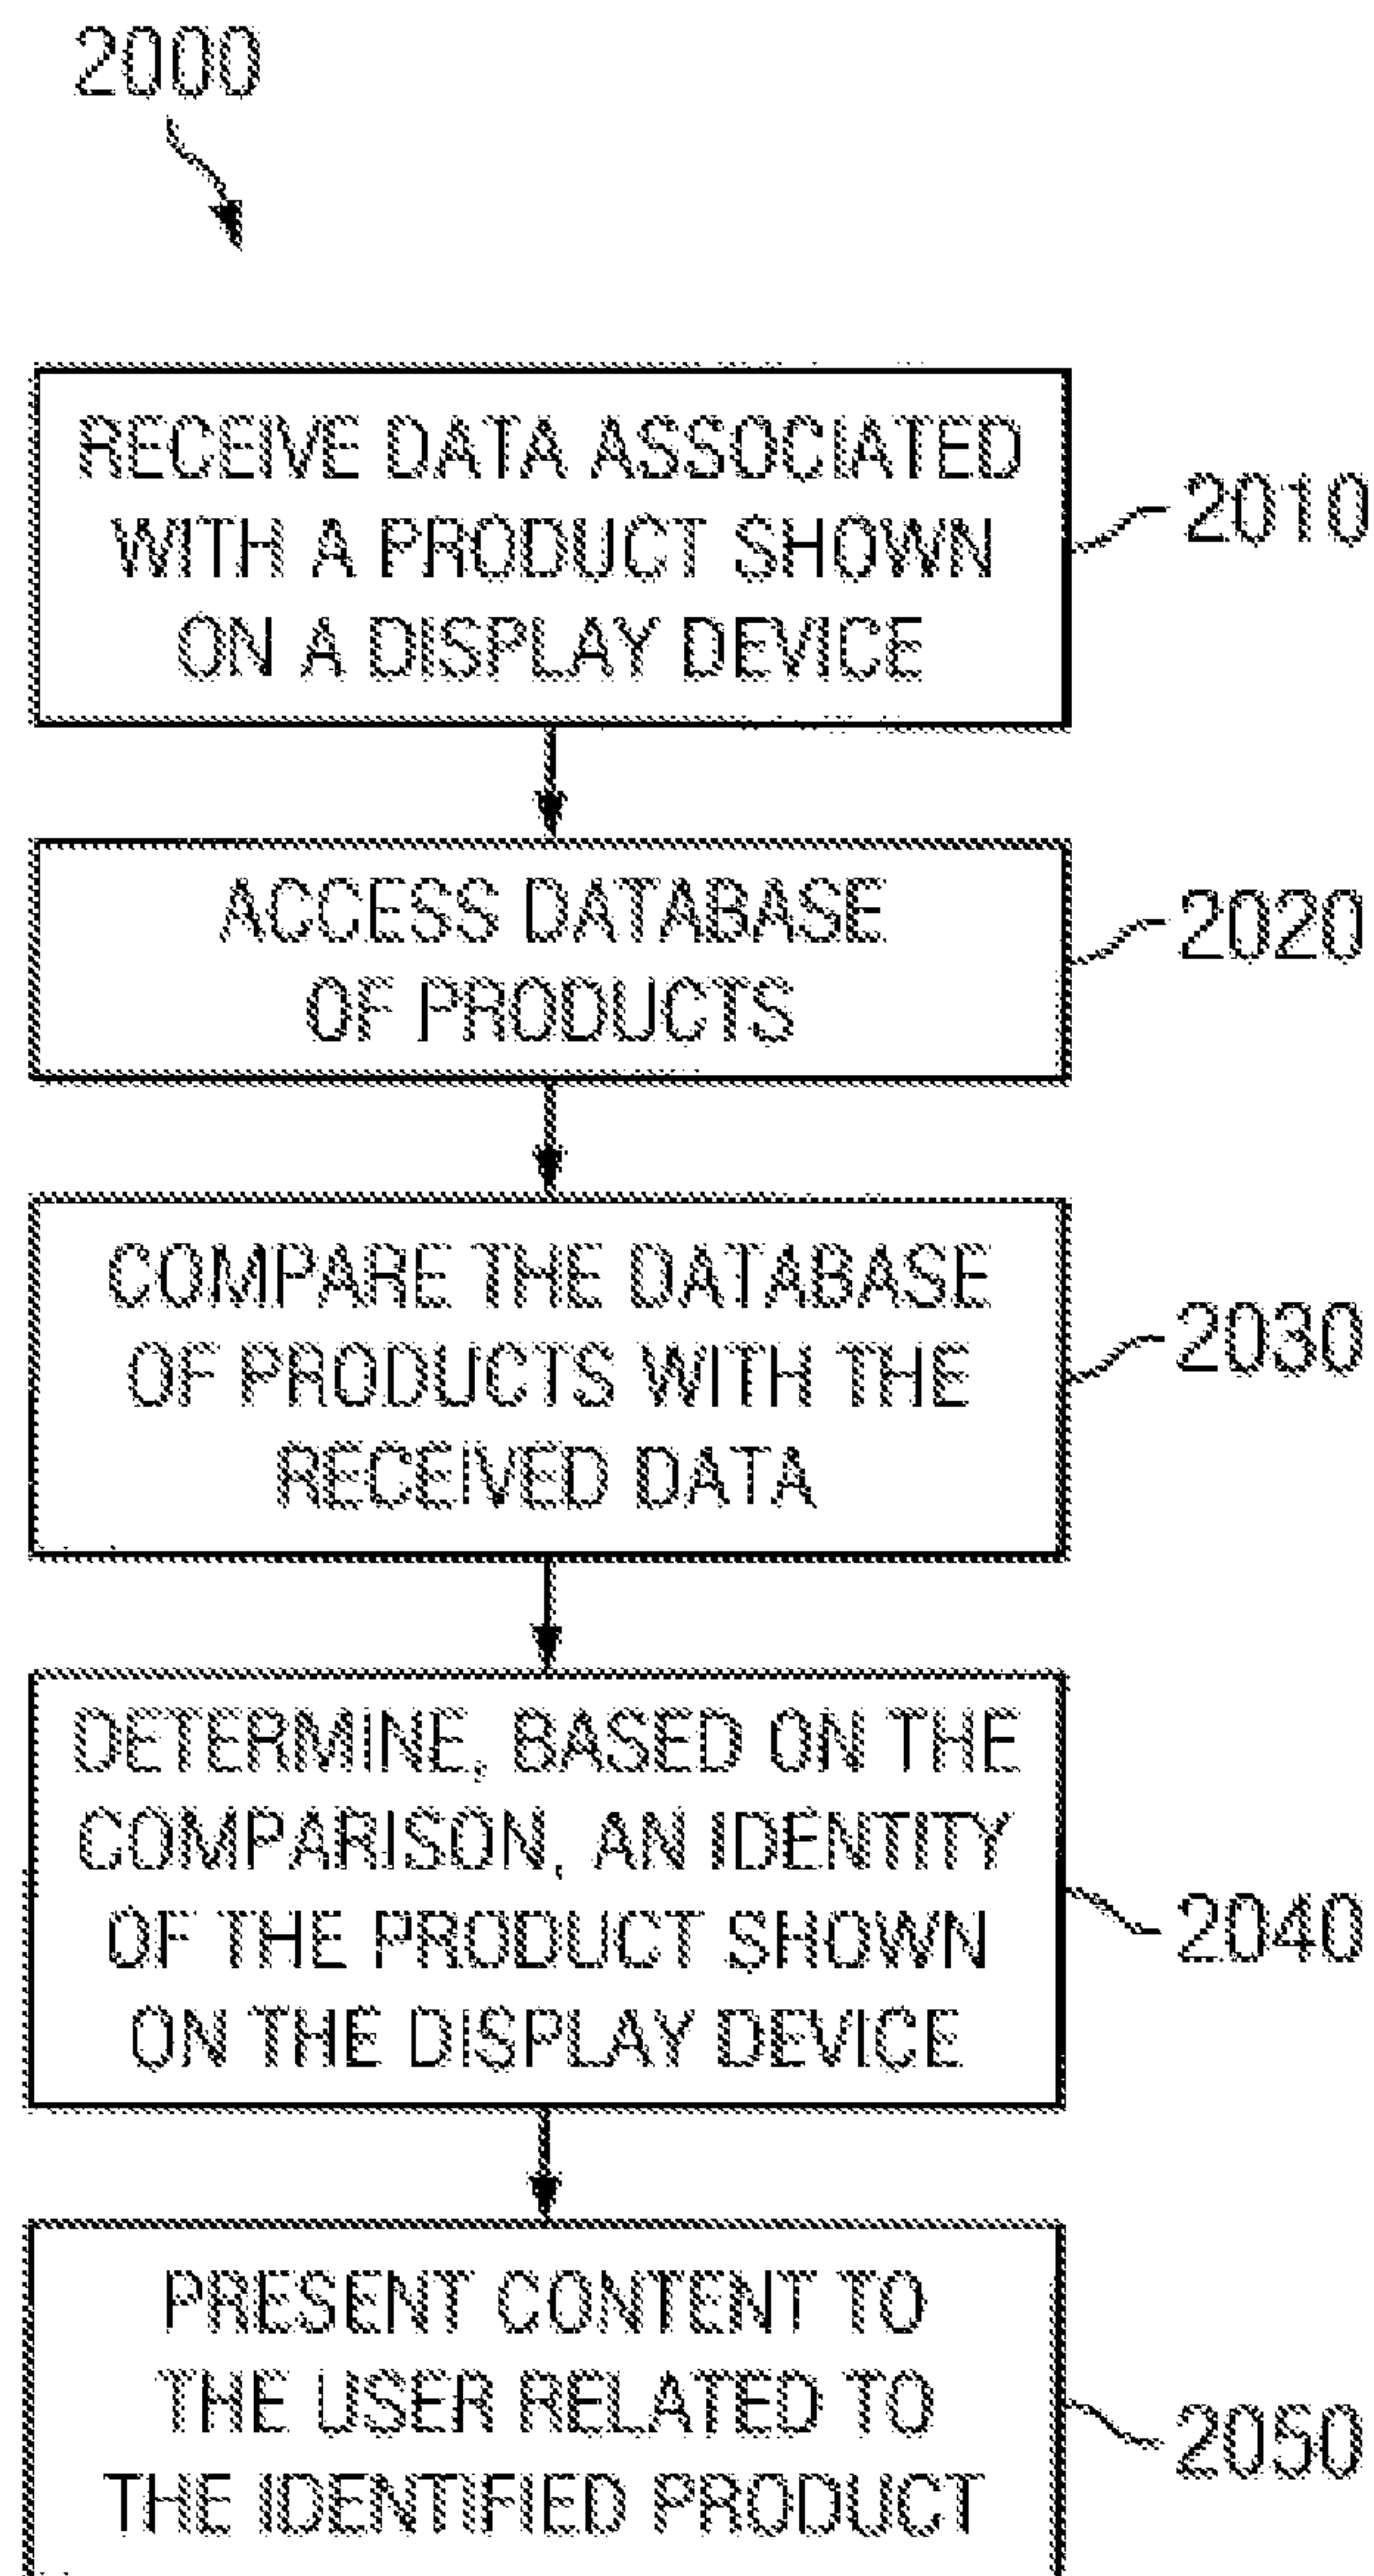 2000
RECEIVE DATA ASSOCIATED
WITH A PRODUCT SHOWN
ON A DISPLAY DEVICE
2010
ACCESS DATABASE
OF PRODUCTS
2020
COMPARE THE DATABASE
OF PRODUCTS WITH THE
RECEIVED DATA
2030
DETERMINE, BASED ON THE
COMPARISON, AN IDENTITY
OF THE PRODUCT SHOWN
ON THE DISPLAY DEVICE
2040
PRESENT CONTENT TO
THE USER RELATED TO
THE IDENTIFIED PRODUCT
2050